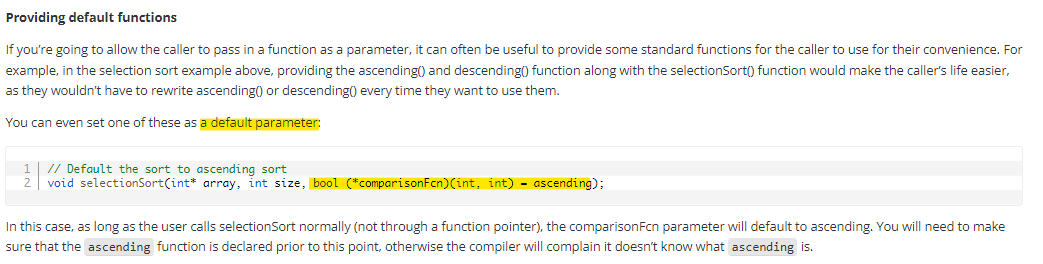 Providing default functions
If you're going to allow the caller to pass in a function as a parameter, it can often be useful to provide some standard functions for the caller to use for their convenience. For
example, in the selection sort example above, providing the ascending() and descending() function along with the selectionSort() function would make the caller's life easier,
as they wouldn't have to rewrite ascending() or descending() every time they want to use them.
You can even set one of these as a default parameter:
1 // Default the sort to ascending sort
2 void selectionSort(int* array, int size, bool (*comparisonFcn)(int, int) = ascending);
In this case, as long as the user calls selectionSort normally (not through a function pointer), the comparisonFcn parameter will default to ascending. You will need to make
sure that the ascending function is declared prior to this point, otherwise the compiler will complain it doesn't know what ascending is.